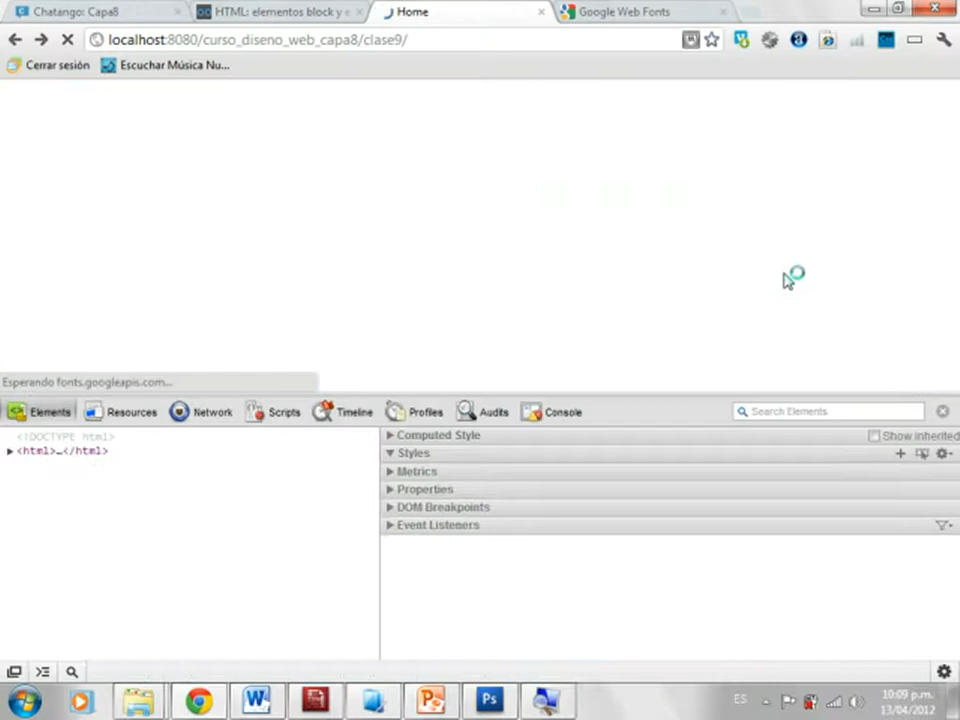 Chatango: Capa8
HTML: elementos block y e
Home
Google Web Fonts
localhost:8080/curso_diseno_web_capa8/clase9/
Cerrar sesión
Escuchar Música Nu...
Esperando fonts.googleapis.com...
Elements
Resources
Network
Scripts
Timeline
Profiles
Audits
Console
Search Elements
<!DOCTYPE html>
<html>…</html>
Computed Style
Show inherited
Styles
Metrics
Properties
DOM Breakpoints
Event Listeners
ES
10:09 p.m.
13/04/2012